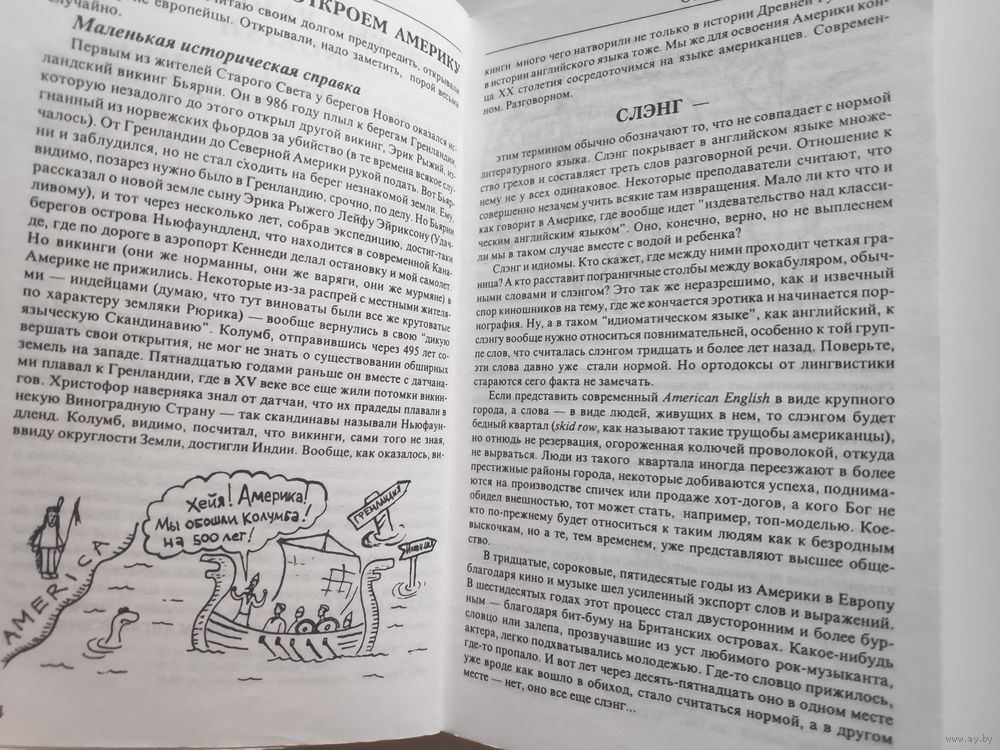 ОТКРОЕМ АМЕРИКУ
считаю своим долгом предупредить, открывали
европейцы. Открывали, надо заметить, порой весьма
случайно.
Маленькая историческая справка
Первым из жителей Старого Света у берегов Нового оказался ис-
ландский викинг Бьярни. Он в 986 году плыл к берегам Гренландии,
которую незадолго до этого открыл другой викинг, Эрик Рыжий, из-
гнанный из норвежских фьордов за убийство (в те времена всякое слу-
чалось). От Гренландии до Северной Америки рукой подать. Вот Бьяр-
ни и заблудился, но не стал сходить на берег незнакомой земли. Ему,
видимо, позарез нужно было в Гренландию, срочно, по делу. Но Бьярни
рассказал о новой земле сыну Эрика Рыжего Лейфу Эйриксону (Удач-
ливому), и тот через несколько лет, собрав экспедицию, достиг-таки
берегов острова Ньюфаундленд, что находится в современной Кана-
де, где по дороге в аэропорт Кеннеди делал остановку и мой самолет.
Но викинги (они же норманны, они же варяги, они же мурмяне) в
Америке не прижились. Некоторые из-за распрей с местными жителя-
ми — индейцами (думаю, что тут виноваты были все же крутоватые
по характеру земляки Рюрика) — вообще вернулись в свою "дикую
языческую Скандинавию". Колумб, отправившись через 495 лет со-
вершать свои открытия, не мог не знать о существовании обширных
земель на западе. Пятнадцатью годами раньше он вместе с датчана-
ми плавал к Гренландии, где в XV веке все еще жили потомки викин-
гов. Христофор наверняка знал от датчан, что их прадеды плавали в
некую Виноградную Страну — так скандинавы называли Ньюфаун-
дленд. Колумб, видимо, посчитал, что викинги, сами того не зная,
ввиду округлости Земли, достигли Индии. Вообще, как оказалось, ви-
Хейя! Америка!
Мы обошли Колумба!
на 500 лет!
ГРЕНЛАНДИЯ
AMERICA
4
кинги много чего натворили не только в истории Древней
в истории английского языка тоже. Мы же для освоения Америки кон-
ца XX столетия сосредоточимся на языке американцев. Современ-
ном. Разговорном.
СЛЭНГ —
этим термином обычно обозначают то, что не совпадает с нормой
литературного языка. Слэнг покрывает в английском языке множе-
ство грехов и составляет треть слов разговорной речи. Отношение к
нему не у всех одинаковое. Некоторые преподаватели считают, что
совершенно незачем учить всякие там извращения. Мало ли кто что и
как говорит в Америке, где вообще идет "издевательство над класси-
ческим английским языком". Оно, конечно, верно, но не выплеснем
ли мы в таком случае вместе с водой и ребенка?
Слэнг и идиомы. Кто скажет, где между ними проходит четкая гра-
ница? А кто расставит пограничные столбы между вокабуляром, обыч-
ными словами и слэнгом? Это так же неразрешимо, как и извечный
спор киношников на тему, где же кончается эротика и начинается пор-
нография. Ну, а в таком "идиоматическом языке", как английский, к
слэнгу вообще нужно относиться повнимательней, особенно к той груп-
пе слов, что считалась слэнгом тридцать и более лет назад. Поверьте,
эти слова давно уже стали нормой. Но ортодоксы от лингвистики
стараются сего факта не замечать.
Если представить современный American English в виде крупного
города, а слова — в виде людей, живущих в нем, то слэнгом будет
бедный квартал (skid row, как называют такие трущобы американцы),
но отнюдь не резервация, огороженная колючей проволокой, откуда
не вырваться. Люди из такого квартала иногда переезжают в более
престижные районы города, некоторые добиваются успеха, поднима-
ются на производстве спичек или продаже хот-догов, а кого Бог не
обидел внешностью, тот может стать, например, топ-моделью. Кое-
кто по-прежнему будет относиться к таким людям как к безродным
выскочкам, но а те, тем временем, уже представляют высшее обще-
ство.
В тридцатые, сороковые, пятидесятые годы из Америки в Европу
благодаря кино и музыке шел усиленный экспорт слов и выражений.
В шестидесятых годах этот процесс стал двусторонним и более бур-
ным — благодаря бит-буму на Британских островах. Какое-нибудь
словцо или залепа, прозвучавшие из уст любимого рок-музыканта,
актера, легко подхватывались молодежью. Где-то словцо прижилось,
где-то пропало. И вот лет через десять-пятнадцать оно в одном месте
уже вроде как вошло в обиход, стало считаться нормой, а в другом
месте — нет, оно все еще слэнг...
www.ay.by